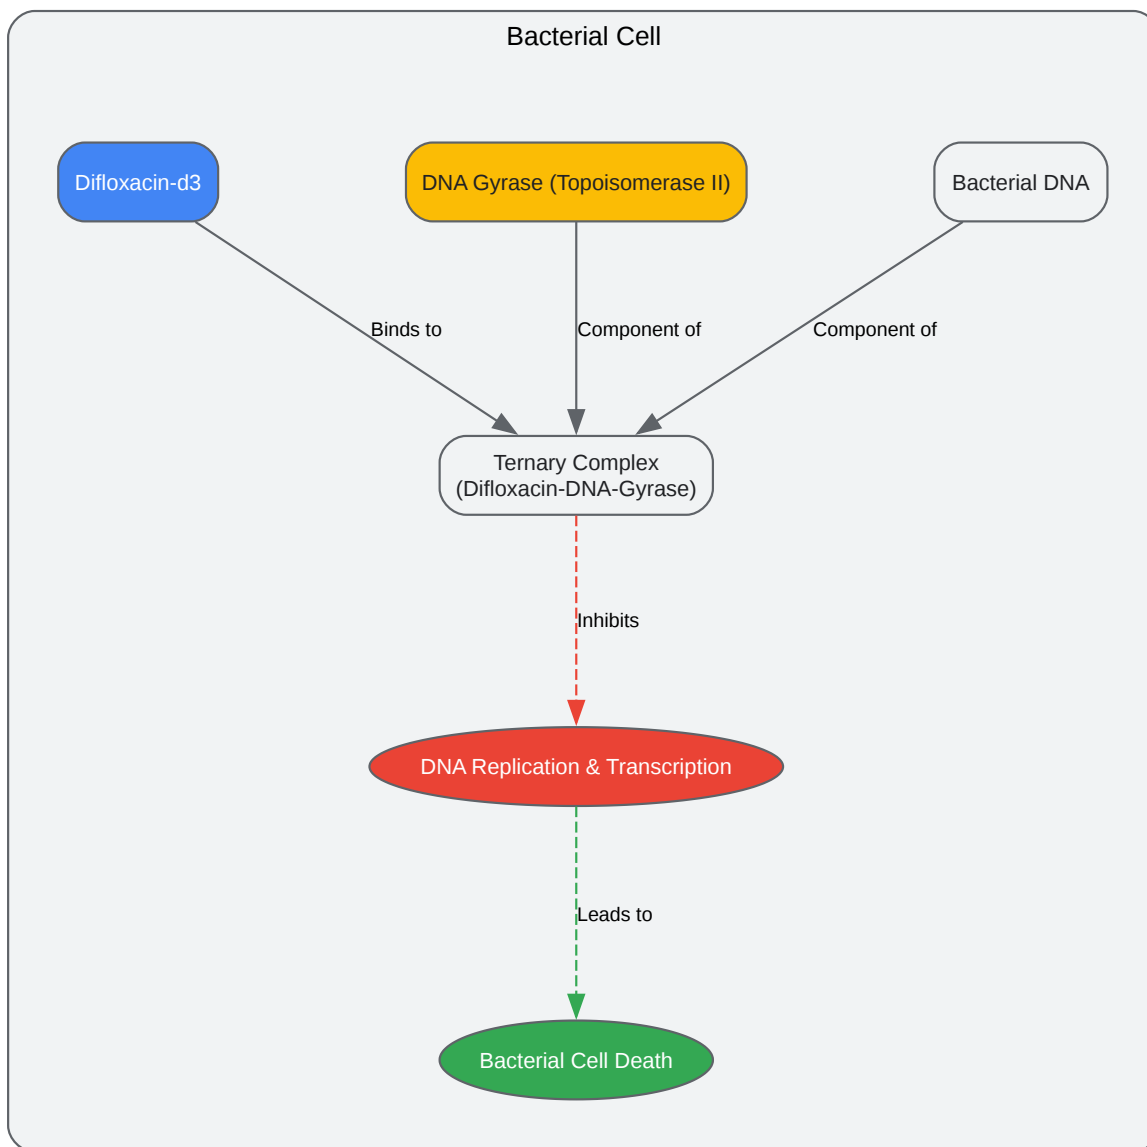 Bacterial Cell
Difloxacin-d3
DNA Gyrase (Topoisomerase II)
Bacterial DNA
Binds to
Component of
Component of
Ternary Complex
(Difloxacin-DNA-Gyrase)
Inhibits
DNA Replication & Transcription
Leads to
Bacterial Cell Death